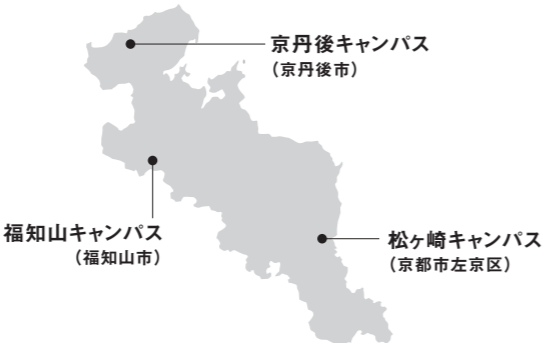 京丹後キャンパス
（京丹後市）
福知山キャンパス
（福知山市）
松ヶ崎キャンパス
（京都市左京区）